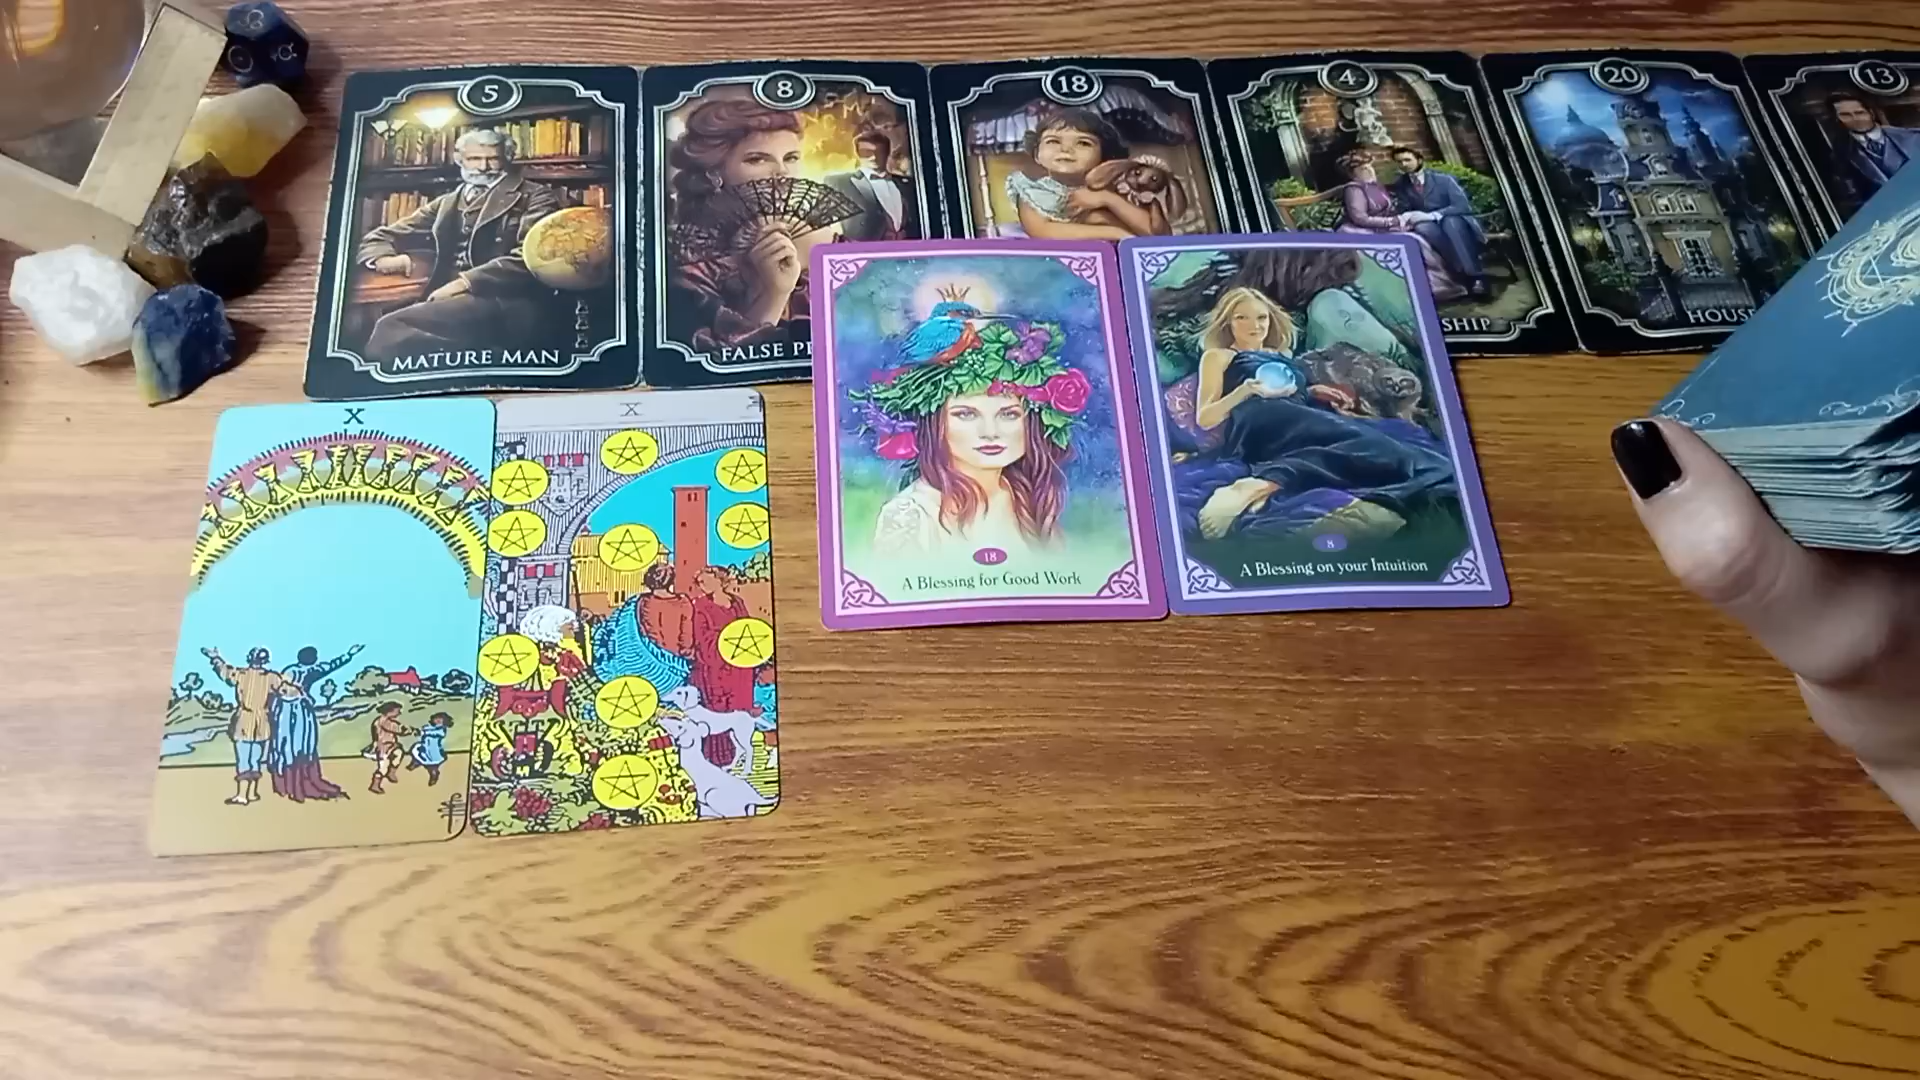 5
8
18
4
20
13
MATURE MAN
FALSE
SHIP
HOUSE
X
X
18
A Blessing for Good Work
8
A Blessing on your Intuition